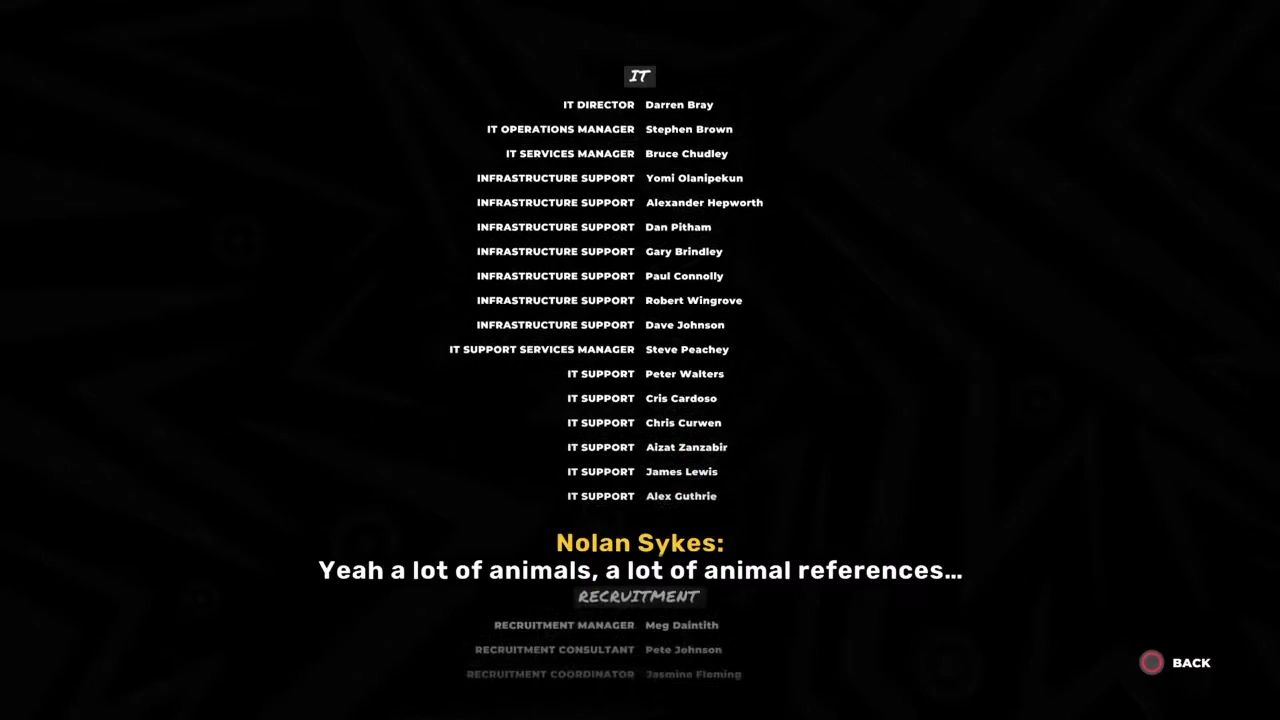 IT
IT DIRECTOR Darren Bray
IT OPERATIONS MANAGER Stephen Brown
IT SERVICES MANAGER Bruce Chudley
INFRASTRUCTURE SUPPORT Yomi Olanipekun
INFRASTRUCTURE SUPPORT Alexander Hepworth
INFRASTRUCTURE SUPPORT Dan Pitham
INFRASTRUCTURE SUPPORT Gary Brindley
INFRASTRUCTURE SUPPORT Paul Connolly
INFRASTRUCTURE SUPPORT Robert Wingrove
INFRASTRUCTURE SUPPORT Dave Johnson
IT SUPPORT SERVICES MANAGER Steve Peachey
IT SUPPORT Peter Walters
IT SUPPORT Cris Cardoso
IT SUPPORT Chris Curwen
IT SUPPORT Aizat Zanzabir
IT SUPPORT James Lewis
IT SUPPORT Alex Guthrie
Nolan Sykes:
Yeah a lot of animals, a lot of animal references...
RECRUITMENT
RECRUITMENT MANAGER Meg Daintith
RECRUITMENT CONSULTANT Pete Johnson
RECRUITMENT COORDINATOR Jasmine Fleming
BACK